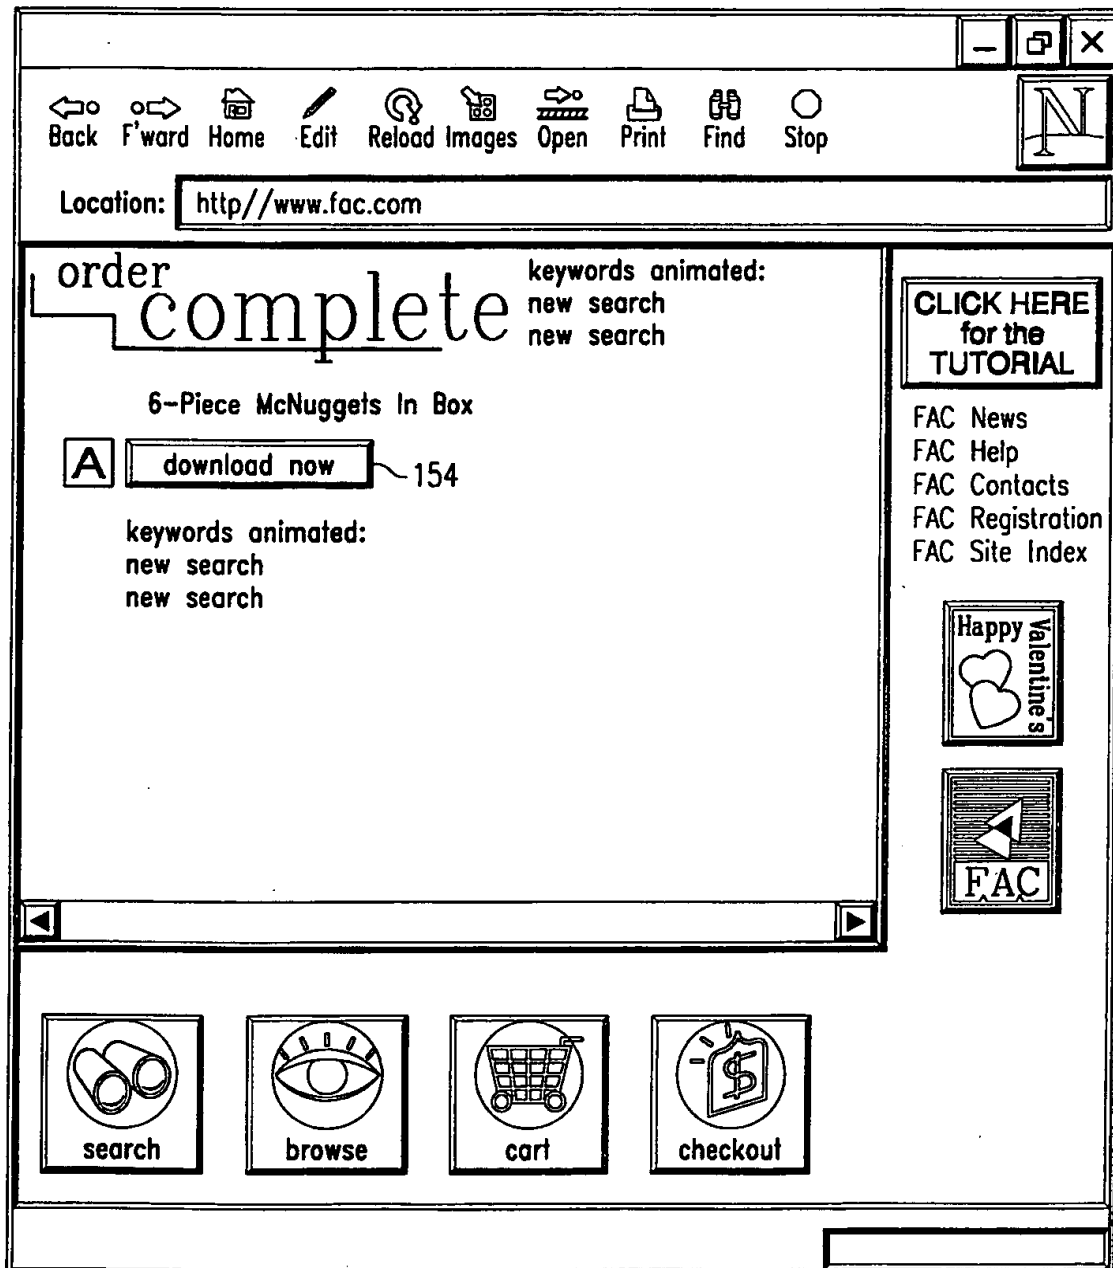 Back F'ward Home Edit Reload Images Open Print Find Stop
N
Location: http//www.fac.com
order
complete
keywords animated:
new search
new search
6-Piece McNuggets In Box
A download now 154
keywords animated:
new search
new search
CLICK HERE
for the
TUTORIAL
FAC News
FAC Help
FAC Contacts
FAC Registration
FAC Site Index
Happy
Valentine's
FAC
search browse cart checkout
$